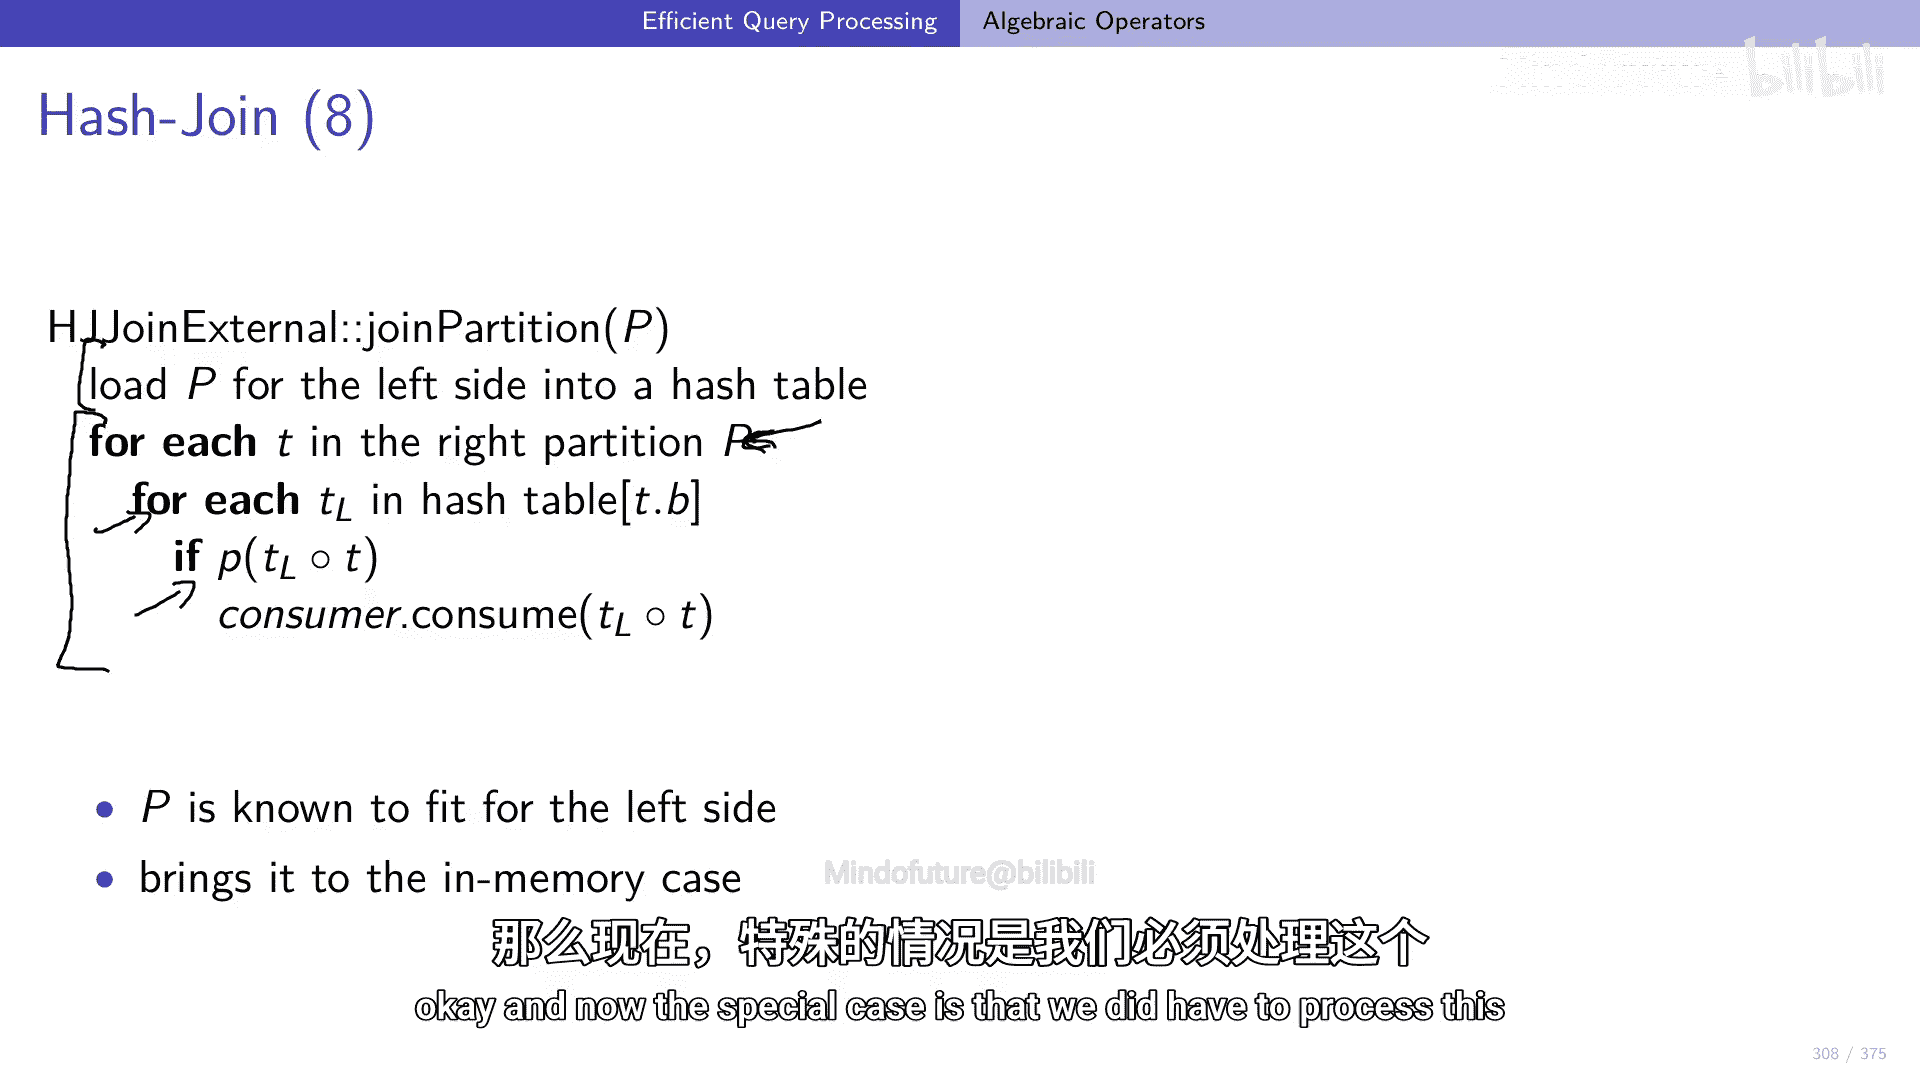 Efficient Query Processing Algebraic Operators
bilibili
Hash-Join (8)
HJJoinExternal::joinPartition(P)
load P for the left side into a hash table
for each t in the right partition P
for each t_L in hash table[t.b]
if p(t_L ∘ t)
consumer.consume(t_L ∘ t)
• P is known to fit for the left side
• brings it to the in-memory case
Mindofuture@bilibili
那么现在，特殊的情况是我们必须处理这个
okay and now the special case is that we did have to process this
308 / 375